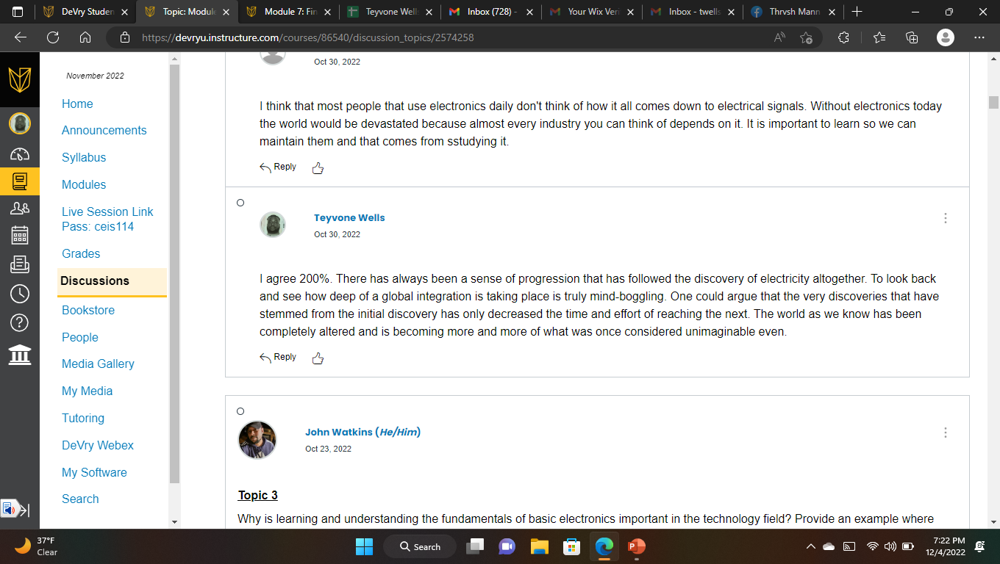 DeVry Studen
Topic: Module
Module 7: Fin
Teyvone Well
Inbox (728) -
Your Wix Veri
Inbox - twells
Thrvsh Mann
https://devryu.instructure.com/courses/86540/discussion_topics/2574258
November 2022
Home
Announcements
Syllabus
Modules
Live Session Link
Pass: ceis114
Grades
Discussions
Bookstore
People
Media Gallery
My Media
Tutoring
DeVry Webex
My Software
Search
Oct 30, 2022
I think that most people that use electronics daily don't think of how it all comes down to electrical signals. Without electronics today
the world would be devastated because almost every industry you can think of depends on it. It is important to learn so we can
maintain them and that comes from sstudying it.
Reply
Teyvone Wells
Oct 30, 2022
I agree 200%. There has always been a sense of progression that has followed the discovery of electricity altogether. To look back
and see how deep of a global integration is taking place is truly mind-boggling. One could argue that the very discoveries that have
stemmed from the initial discovery has only decreased the time and effort of reaching the next. The world as we know has been
completely altered and is becoming more and more of what was once considered unimaginable even.
Reply
John Watkins (He/Him)
Oct 23, 2022
Topic 3
Why is learning and understanding the fundamentals of basic electronics important in the technology field? Provide an example where
37°F
Clear
Search
7:22 PM
12/4/2022